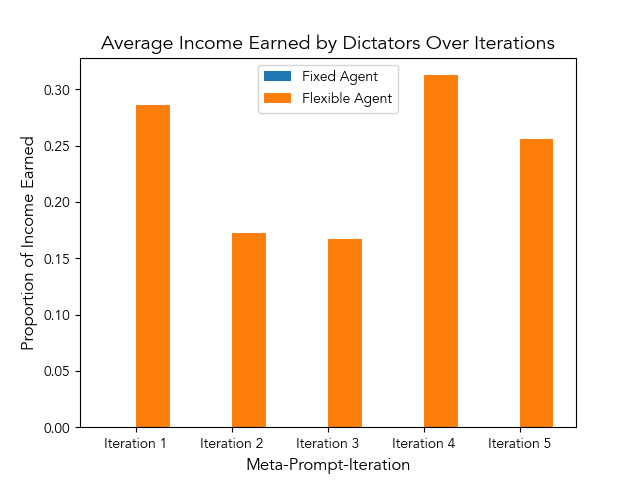 Average Income Earned by Dictators Over Iterations
Fixed Agent
Flexible Agent
Proportion of Income Earned
0.30
0.25
0.20
0.15
0.10
0.05
0.00
Iteration 1 Iteration 2 Iteration 3 Iteration 4 Iteration 5
Meta-Prompt-Iteration